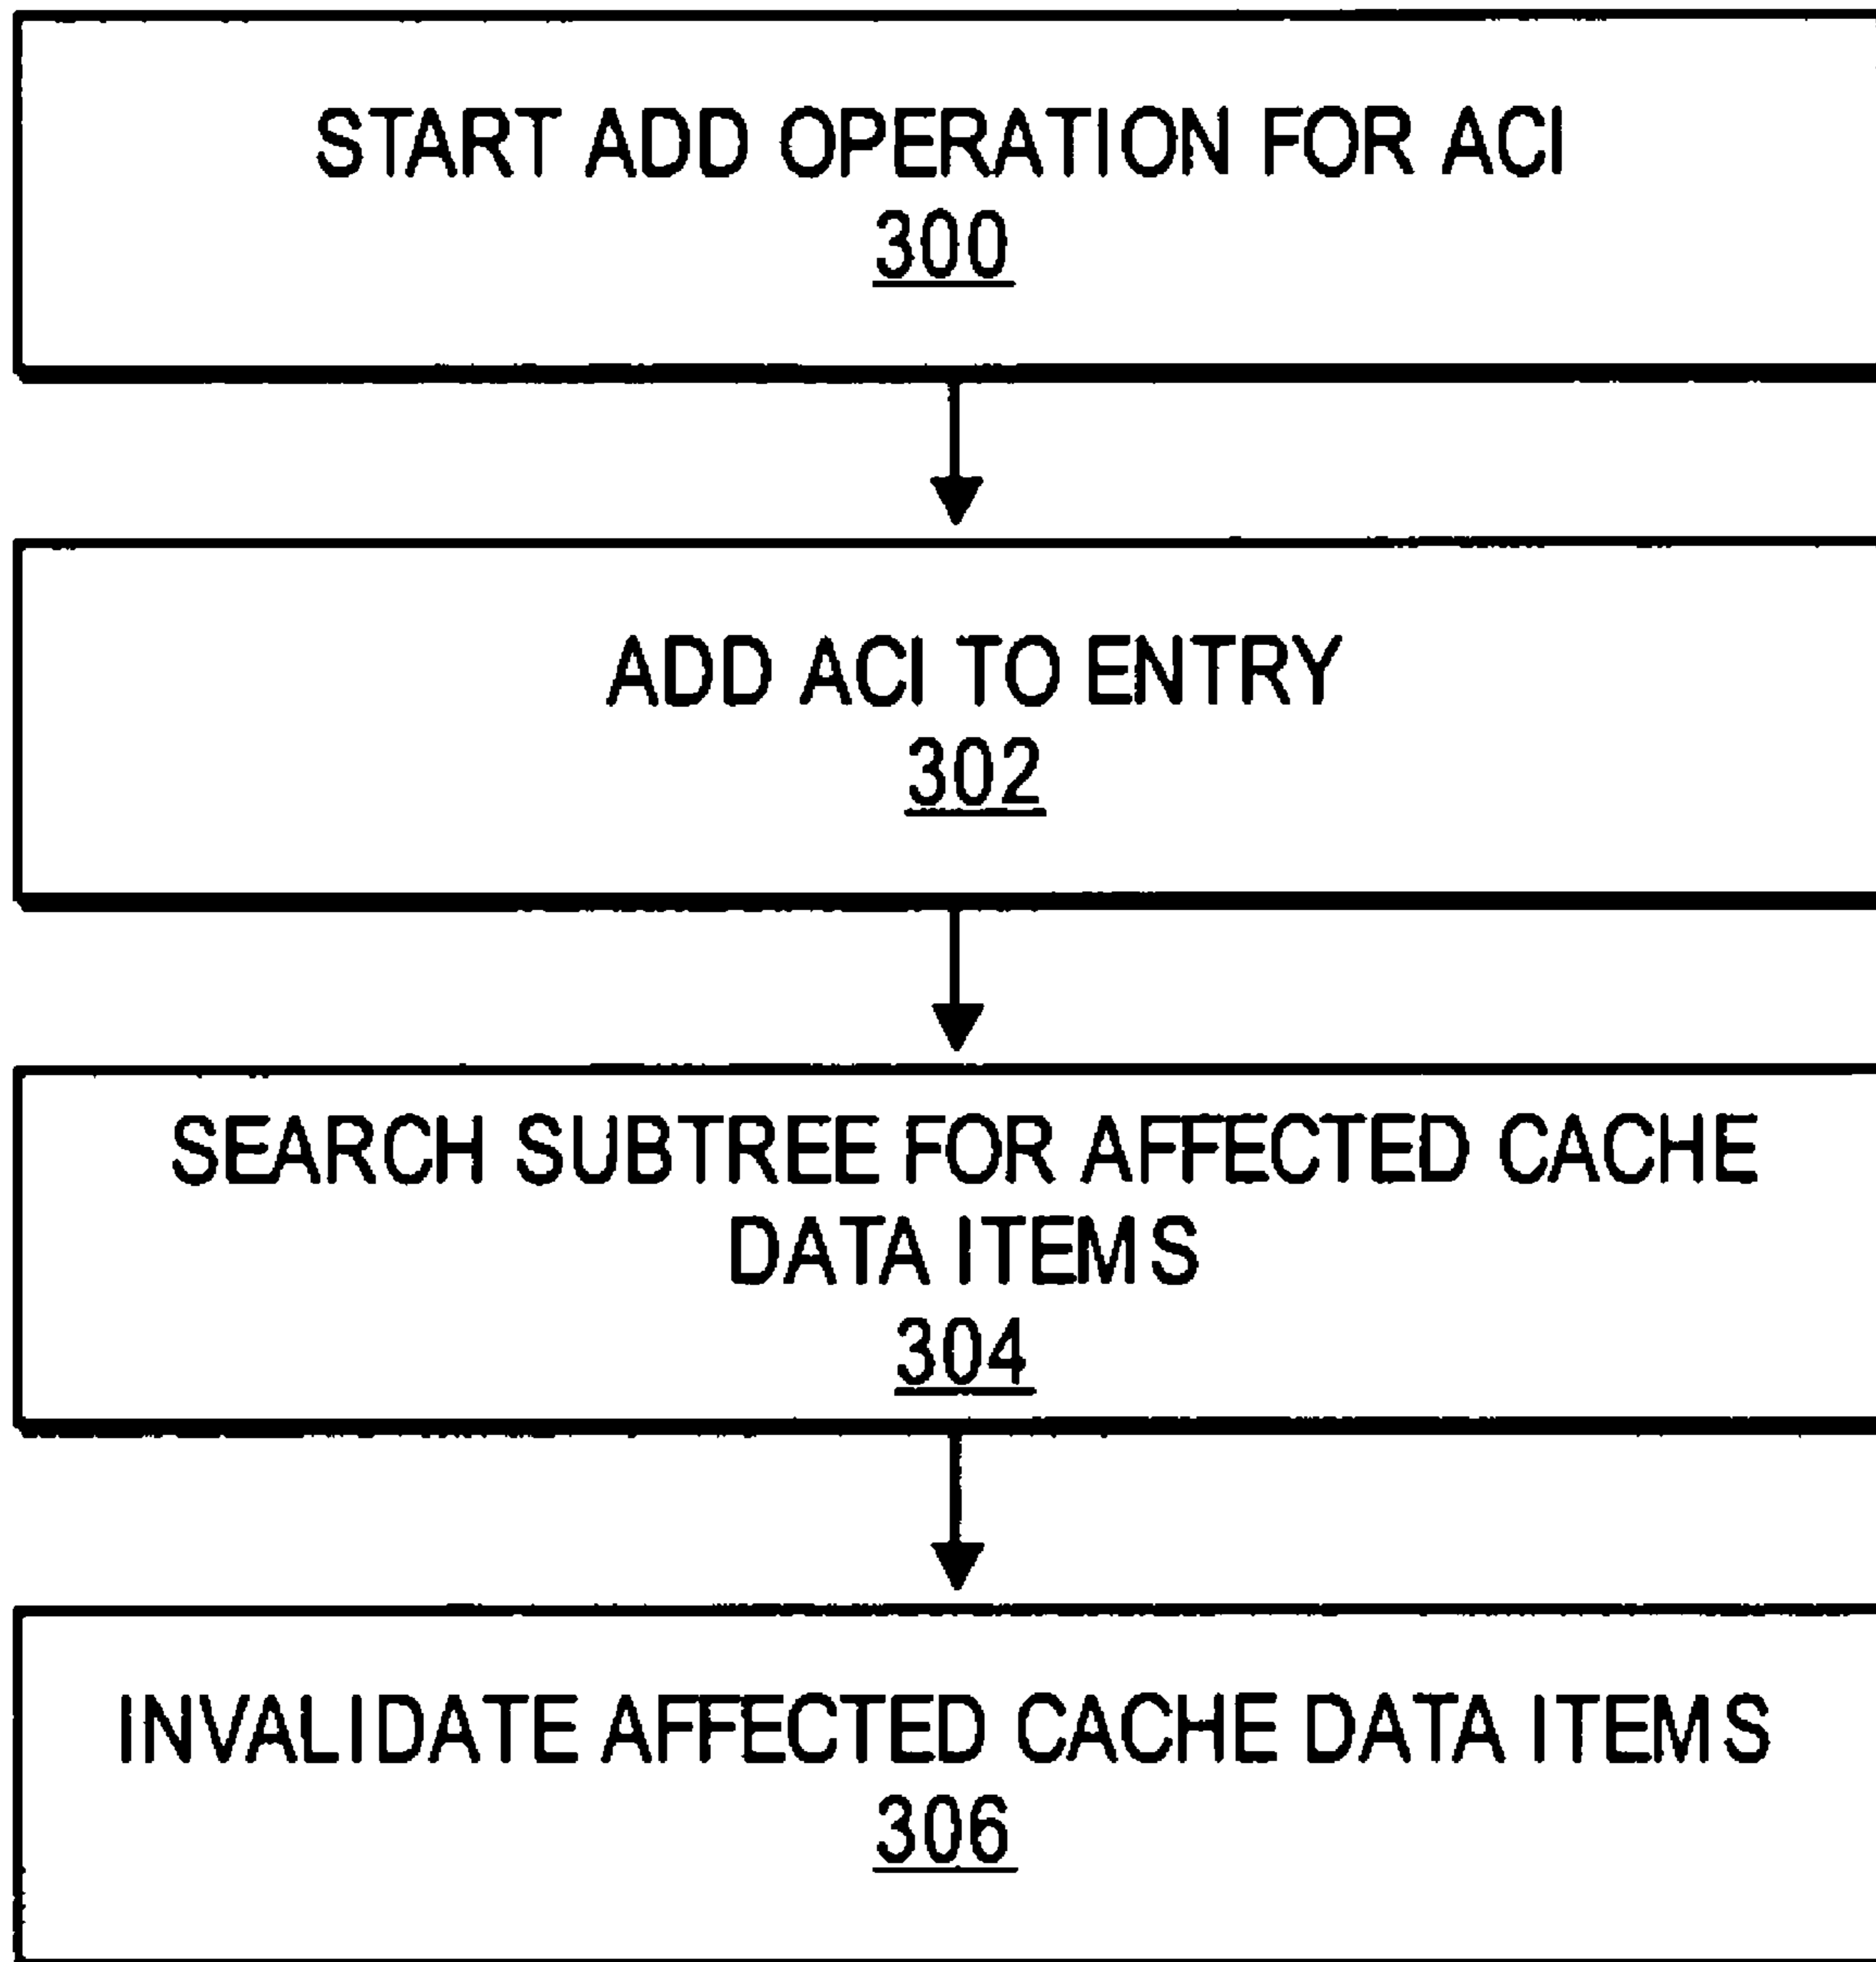 START ADD OPERATION FOR ACI
300
ADD ACI TO ENTRY
302
SEARCH SUBTREE FOR AFFECTED CACHE
DATA ITEMS
304
INVALIDATE AFFECTED CACHE DATA ITEMS
306